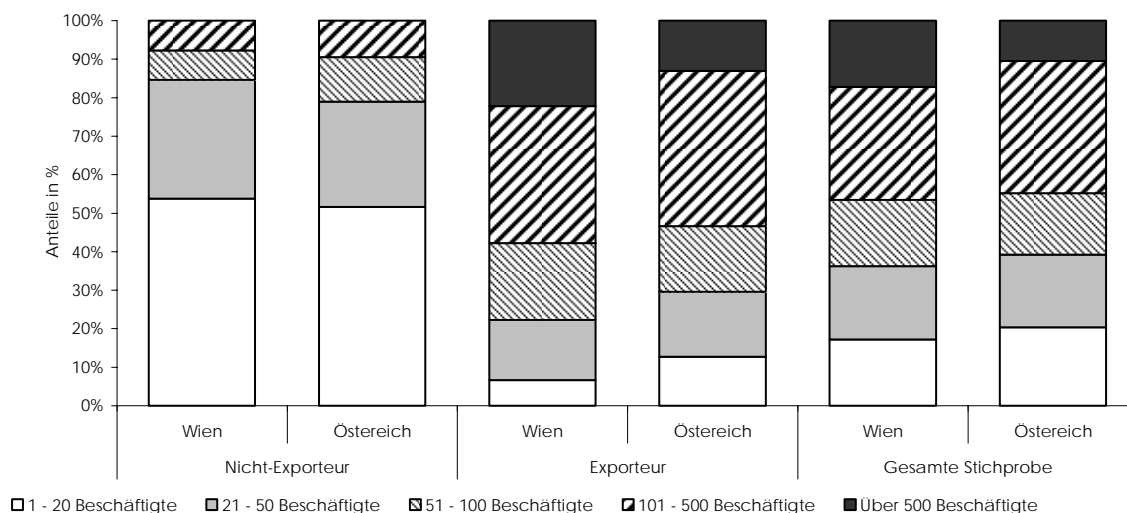 100%
90%
80%
70%
60%
50%
40%
30%
20%
10%
0%
Anteile in %
Wien Östereich Wien Östereich Wien Östereich
Nicht-Exporteur Exporteur Gesamte Stichprobe
1 - 20 Beschäftigte 21 - 50 Beschäftigte 51 - 100 Beschäftigte 101 - 500 Beschäftigte Über 500 Beschäftigte